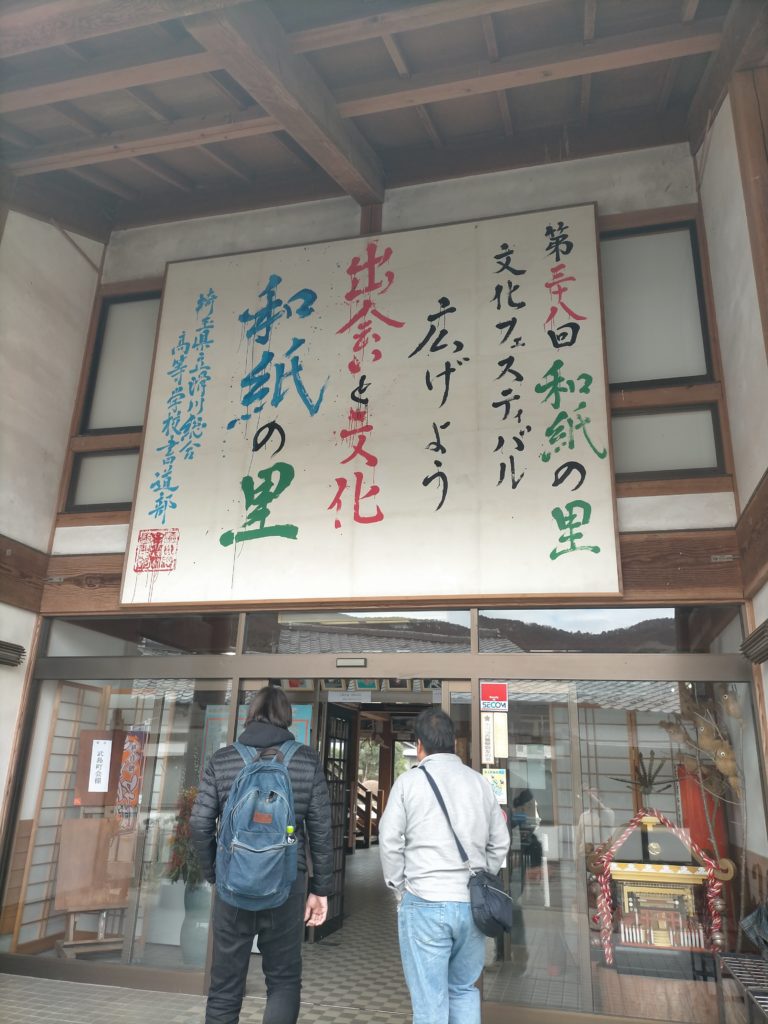 第三十八回 和紙の里
文化フェスティバル
広げよう
出会いと文化
和紙の里
埼玉県立滑川総合
高等学校書道部
SECOM